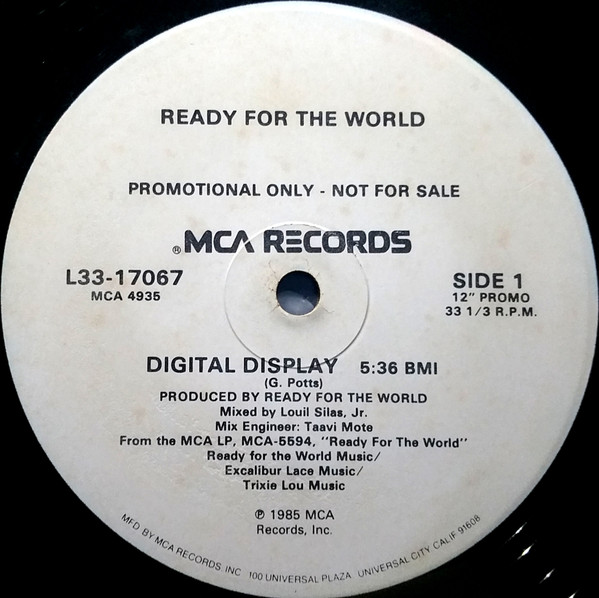 READY FOR THE WORLD
PROMOTIONAL ONLY - NOT FOR SALE
®MCA RECORDS
L33-17067
MCA 4935
SIDE 1
12" PROMO
33 1/3 R.P.M.
DIGITAL DISPLAY 5:36 BMI
(G. Potts)
PRODUCED BY READY FOR THE WORLD
Mixed by Louil Silas, Jr.
Mix Engineer: Taavi Mote
From the MCA LP, MCA-5594, "Ready For The World"
Ready for the World Music/
Excalibur Lace Music/
Trixie Lou Music
℗ 1985 MCA
Records, Inc.
MFD BY MCA RECORDS INC 100 UNIVERSAL PLAZA UNIVERSAL CITY CALIF 91608